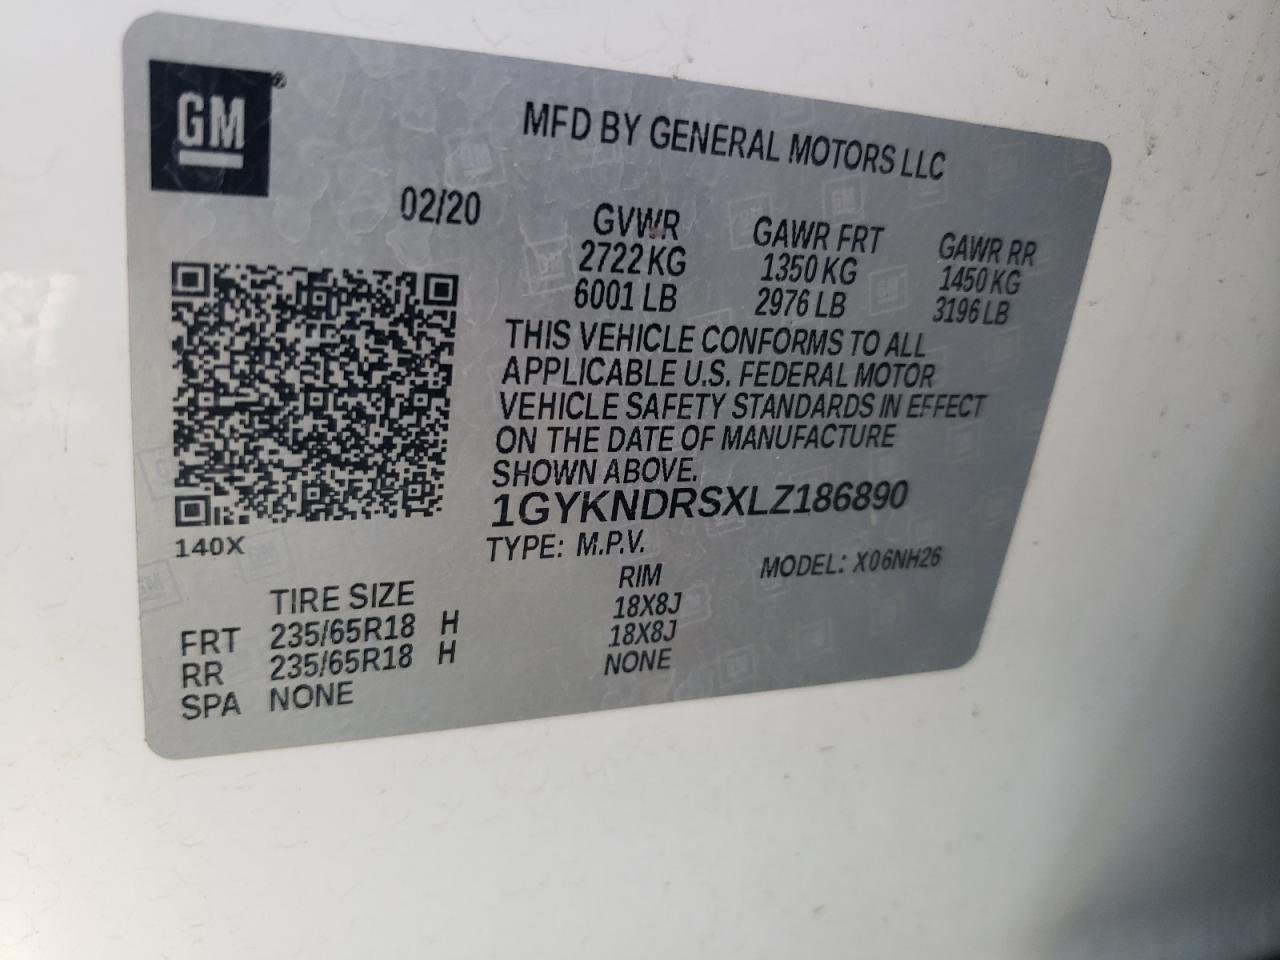 GM
MFD BY GENERAL MOTORS LLC
02/20
GVWR GAWR FRT GAWR RR
2722 KG 1350 KG 1450 KG
6001 LB 2976 LB 3196 LB
THIS VEHICLE CONFORMS TO ALL
APPLICABLE U.S. FEDERAL MOTOR
VEHICLE SAFETY STANDARDS IN EFFECT
ON THE DATE OF MANUFACTURE
SHOWN ABOVE.
1GYKNDRSXLZ186890
140X
TYPE: M.P.V. MODEL: X06NH26
TIRE SIZE RIM
FRT 235/65R18 H 18X8J
RR 235/65R18 H 18X8J
SPA NONE NONE